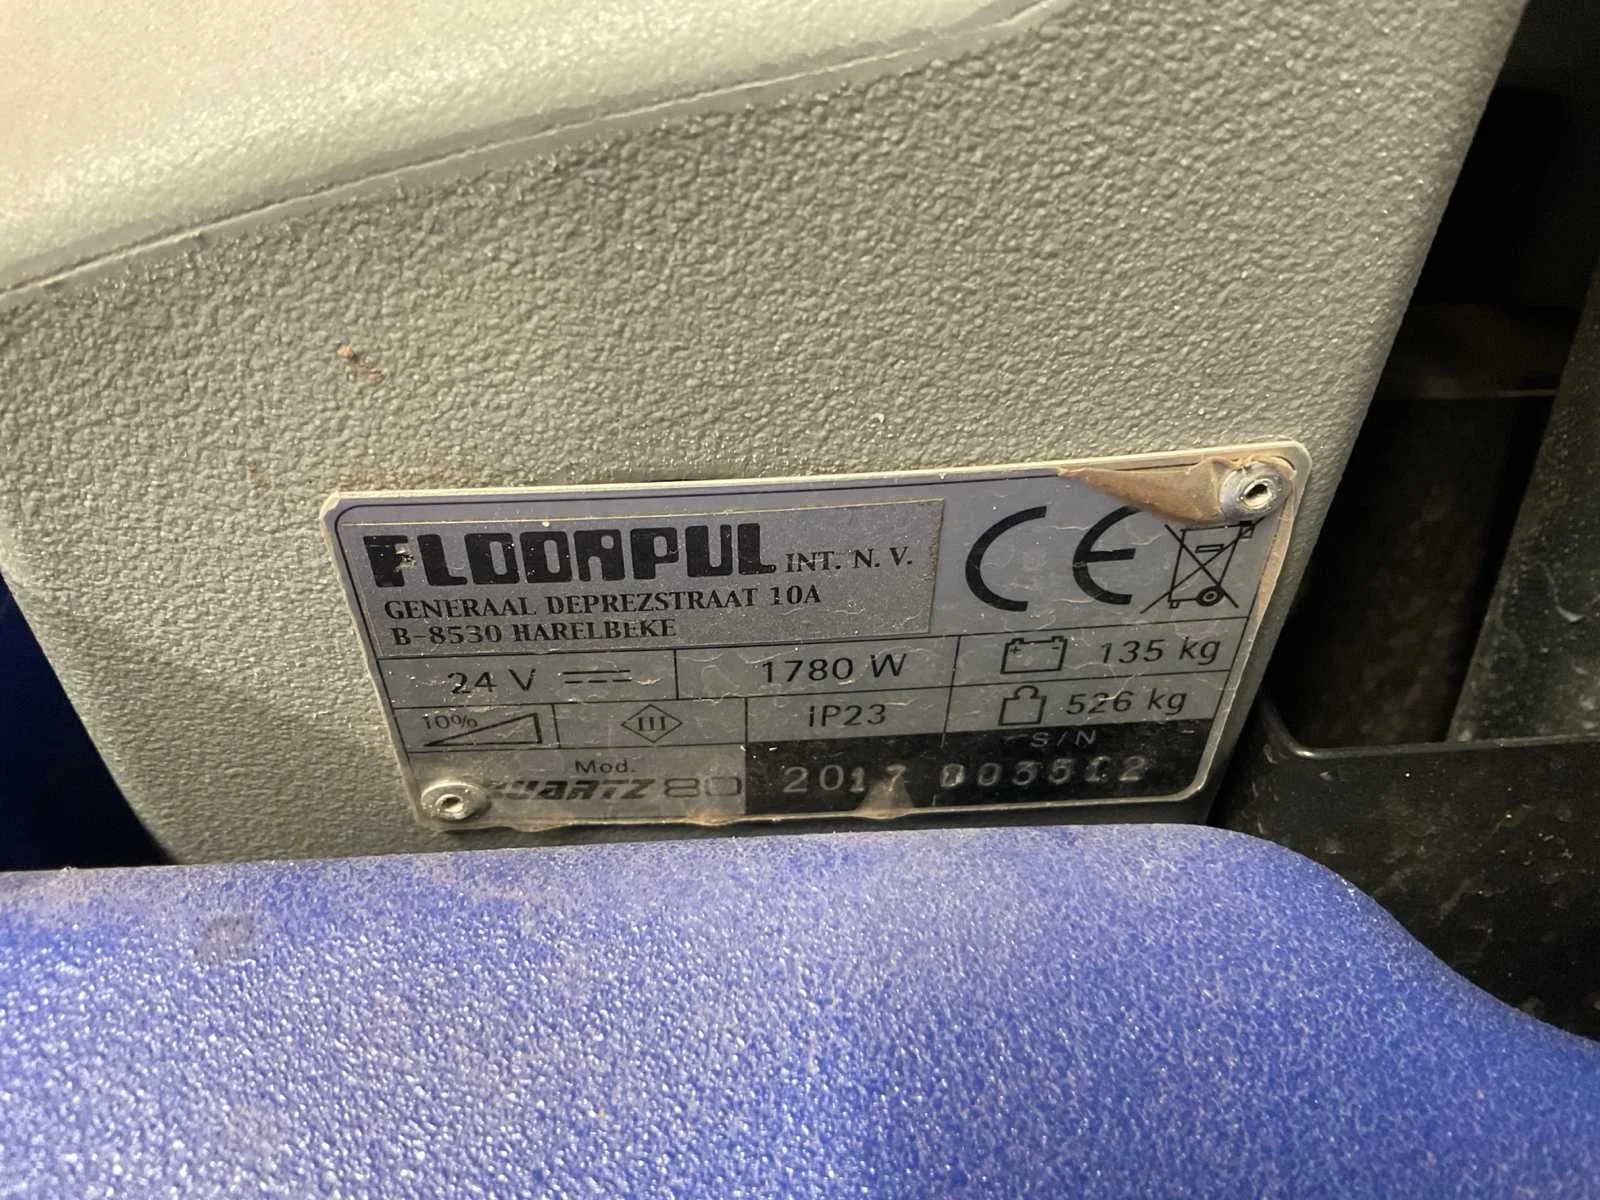 FLOORPUL INT. N. V.
GENERAAL DEPREZSTRAAT 10A
B-8530 HARELBEKE
CE
24 V
1780 W
135 kg
10%
III
IP23
526 kg
Mod.
QUARTZ 80
S/N
2017